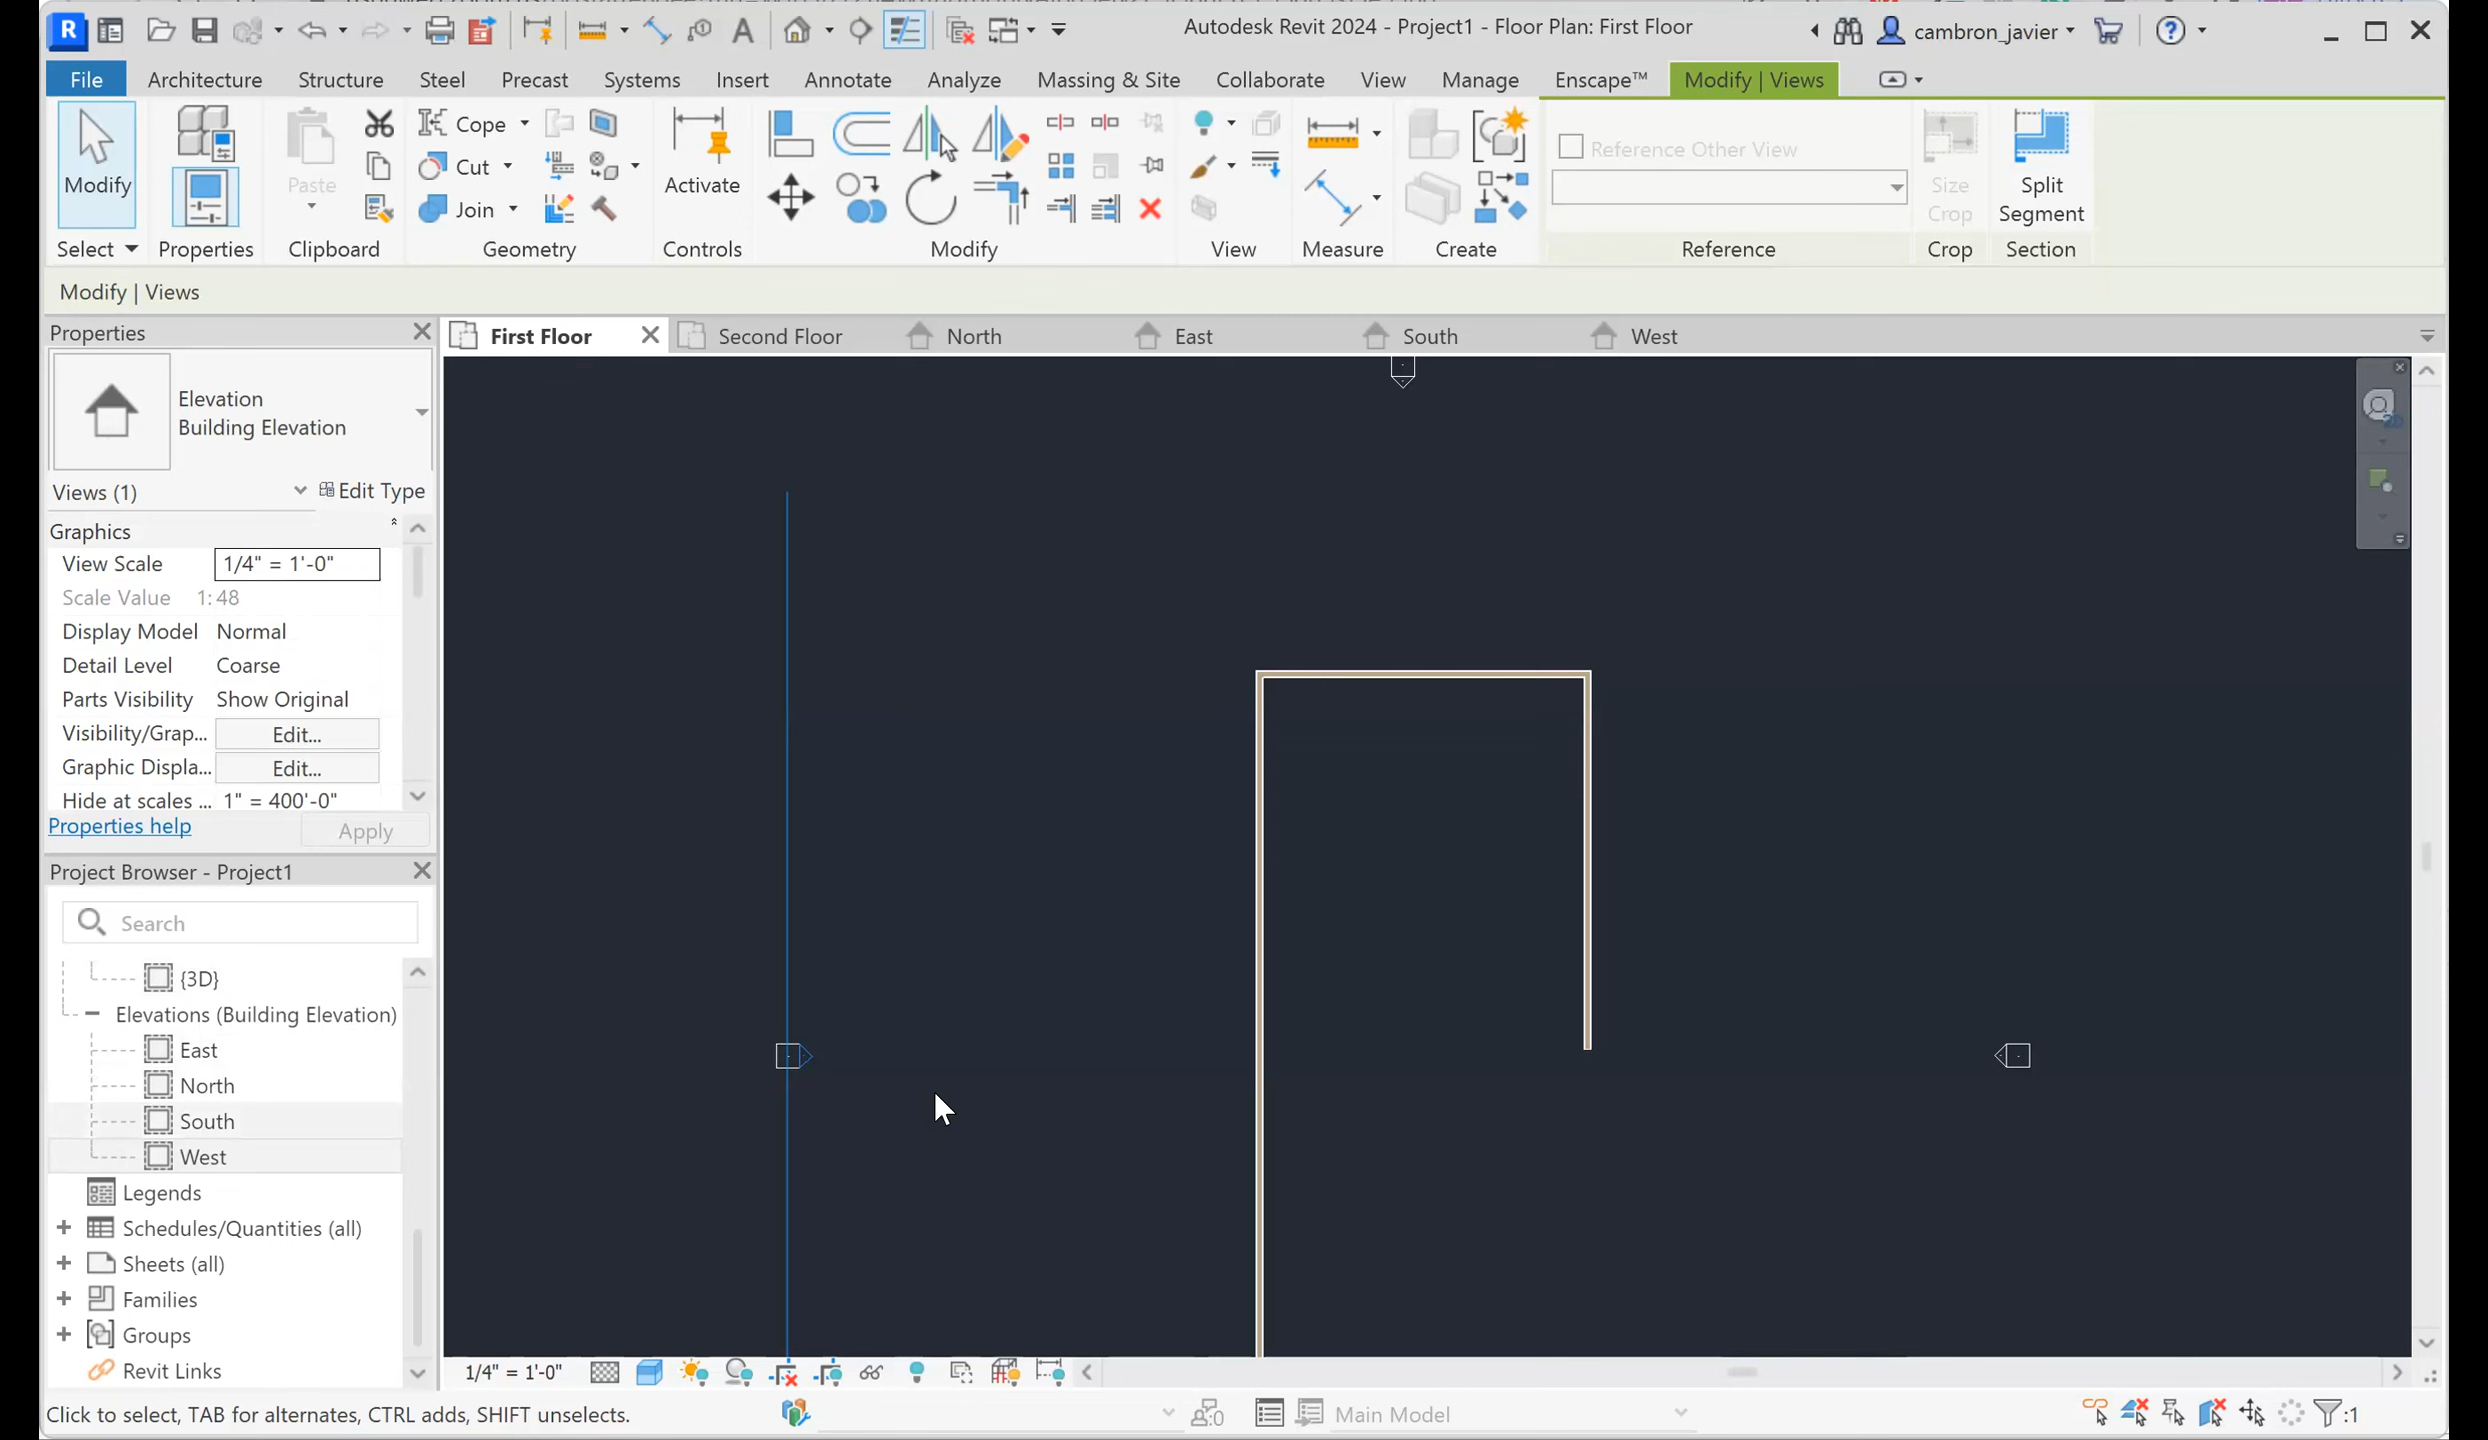 Autodesk Revit 2024 - Project1 - Floor Plan: First Floor
cambron_javier
File Architecture Structure Steel Precast Systems Insert Annotate Analyze Massing & Site Collaborate View Manage Enscape™ Modify | Views
Modify
Paste
Cope
Cut
Join
Activate
Reference Other View
Size
Crop
Split
Segment
Select Properties Clipboard Geometry Controls Modify View Measure Create Reference Crop Section
Modify | Views
Properties
First Floor Second Floor North East South West
Elevation
Building Elevation
Views (1) Edit Type
Graphics
View Scale 1/4" = 1'-0"
Scale Value 1: 48
Display Model Normal
Detail Level Coarse
Parts Visibility Show Original
Visibility/Grap... Edit...
Graphic Displa... Edit...
Hide at scales ... 1" = 400'-0"
Properties help Apply
Project Browser - Project1
Search
{3D}
Elevations (Building Elevation)
East
North
South
West
Legends
Schedules/Quantities (all)
Sheets (all)
Families
Groups
Revit Links
1/4" = 1'-0"
Click to select, TAB for alternates, CTRL adds, SHIFT unselects.
:0
Main Model
:1